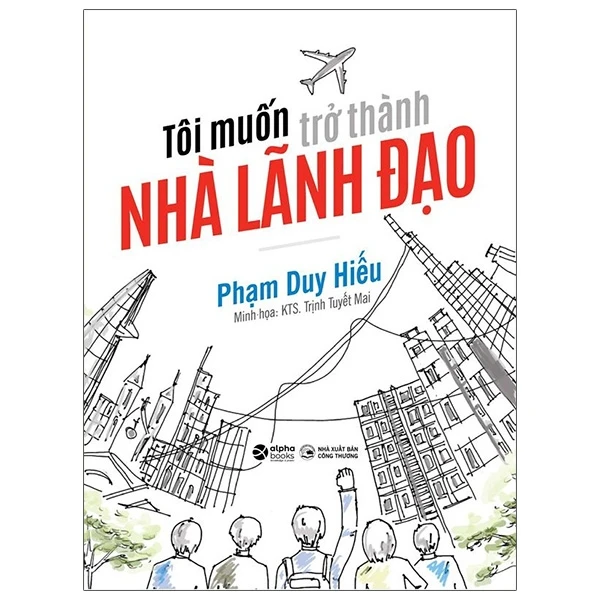 Tôi muốn trở thành
NHÀ LÃNH ĐẠO
Phạm Duy Hiếu
Minh họa: KTS. Trịnh Tuyết Mai
alpha books
NHÀ XUẤT BẢN
CÔNG THƯƠNG